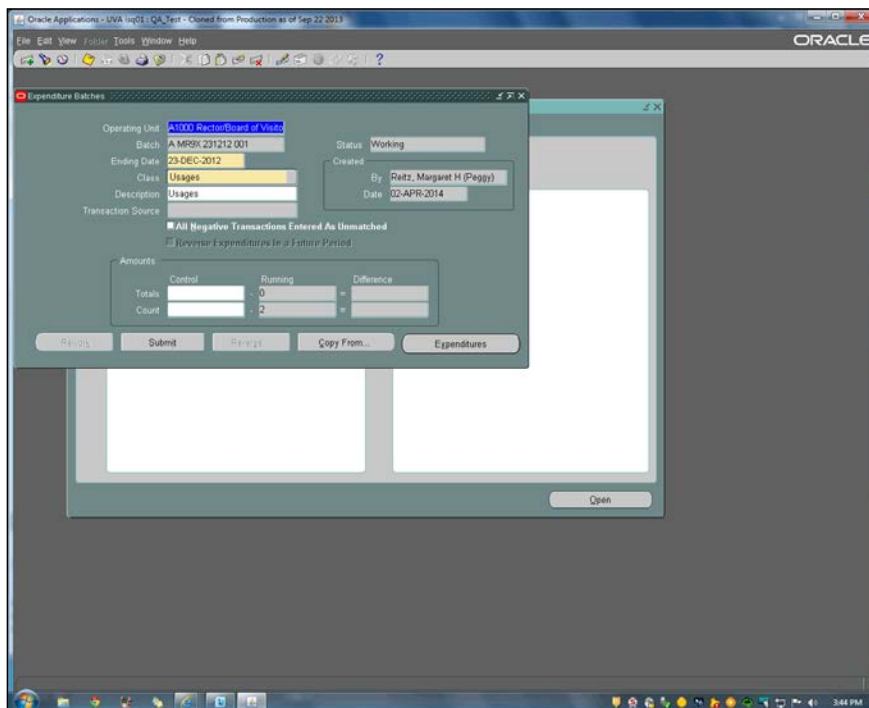 Oracle Applications - UVA isq01 : QA_Test - Cloned from Production as of Sep 22 2013
File Edit View Folder Tools Window Help
ORACLE
Expenditure Batches
Operating Unit A1000 Rector/Board of Visito
Batch A MR9X 231212 001 Status Working
Ending Date 23-DEC-2012 Created
Class Usages By Reitz, Margaret H (Peggy)
Description Usages Date 02-APR-2014
Transaction Source
All Negative Transactions Entered As Unmatched
Reverse Expenditures In a Future Period
Amounts
Control Running Difference
Totals - 0 =
Count - 2 =
Submit Copy From... Expenditures
Open
3:44 PM